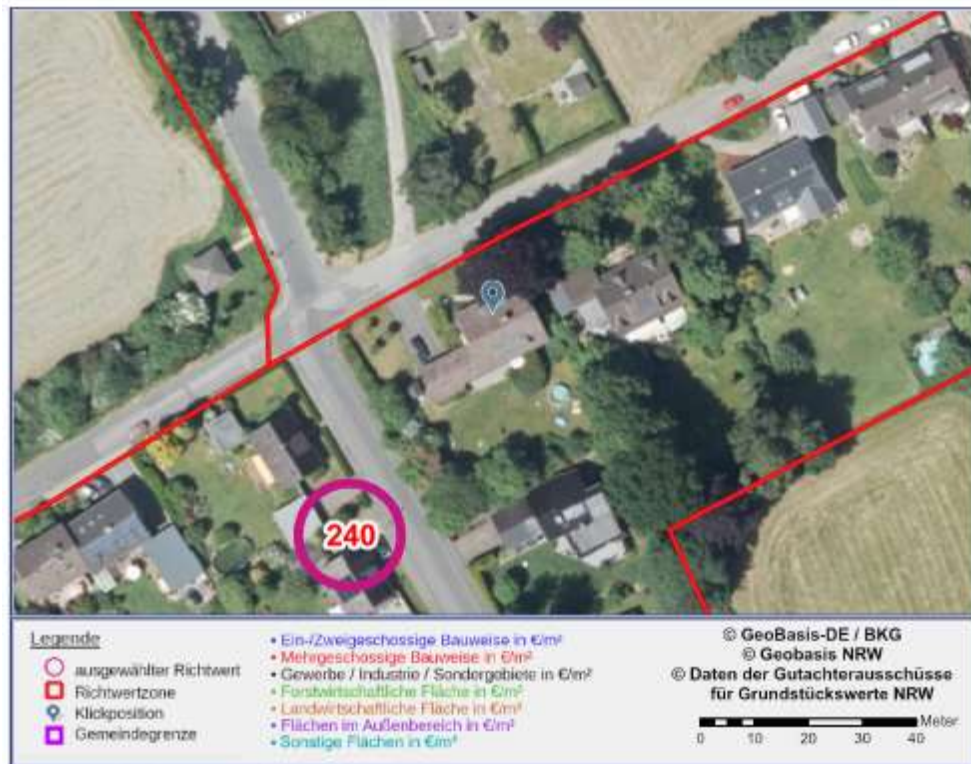 240
Legende
ausgewählter Richtwert
Richtwertzone
Klickposition
Gemeindegrenze
• Ein-/Zweigeschossige Bauweise in €/m²
• Mehrgeschossige Bauweise in €/m²
• Gewerbe / Industrie / Sondergebiete in €/m²
• Forstwirtschaftliche Fläche in €/m²
• Landwirtschaftliche Fläche in €/m²
• Flächen im Außenbereich in €/m²
• Sonstige Flächen in €/m²
© GeoBasis-DE / BKG
© Geobasis NRW
© Daten der Gutachterausschüsse
für Grundstückswerte NRW
Meter
0 10 20 30 40